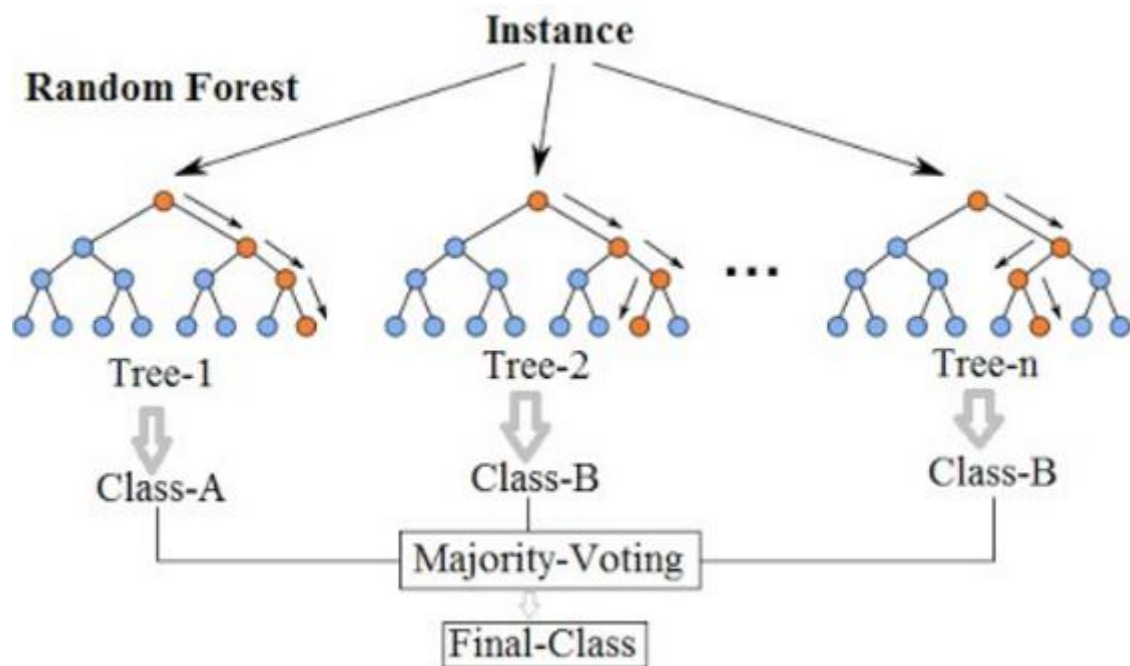 Instance
Random Forest
...
Tree-1
Tree-2
Tree-n
Class-A
Class-B
Class-B
Majority-Voting
Final-Class